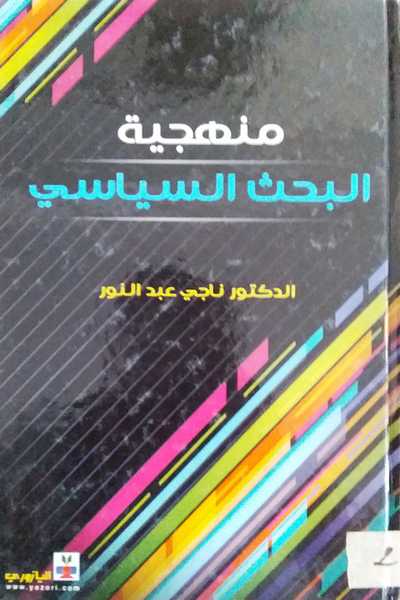 منهجية
البحث السياسي
الدكتور ناجي عبد النور
اليازوري
www.yazori.com